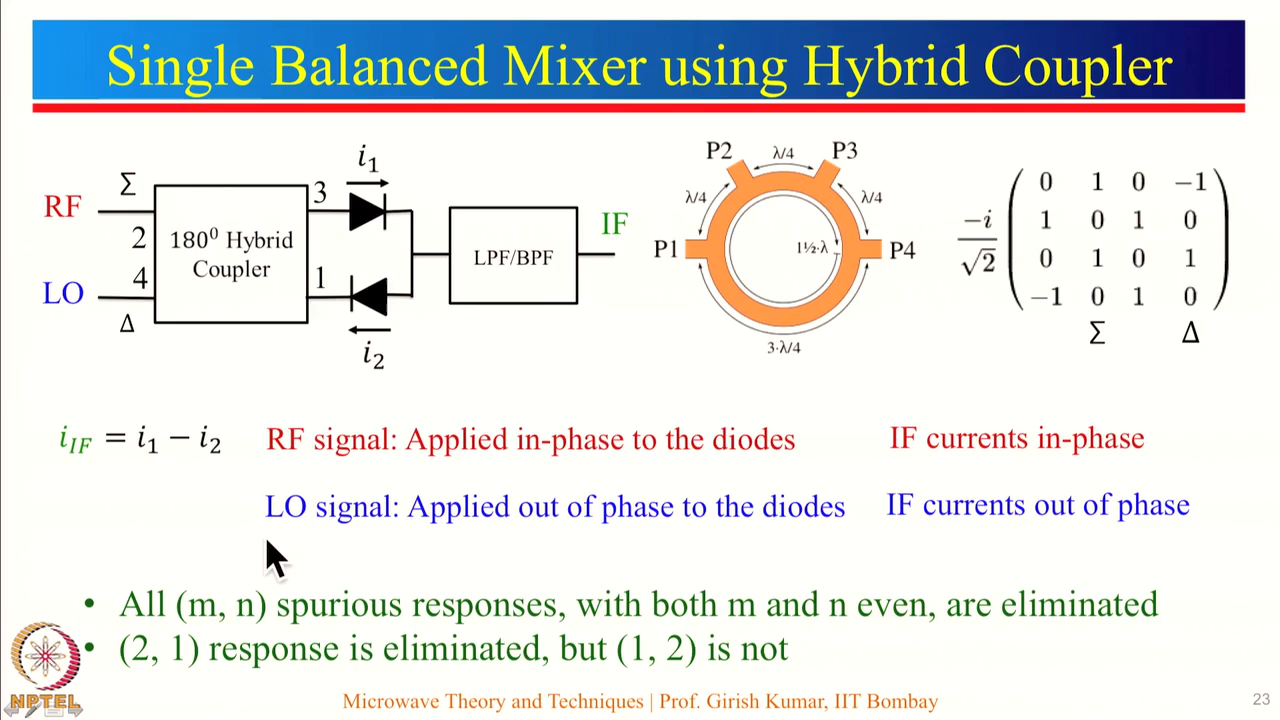 Single Balanced Mixer using Hybrid Coupler
RF
LO
Σ
2
4
Δ
180⁰ Hybrid
Coupler
3
1
i₁
i₂
LPF/BPF
IF
P1
P2
P3
P4
λ/4
λ/4
λ/4
1½·λ
3·λ/4
−i
√2
0 1 0 −1
1 0 1 0
0 1 0 1
−1 0 1 0
Σ Δ
i_IF = i₁ − i₂
RF signal: Applied in-phase to the diodes
IF currents in-phase
LO signal: Applied out of phase to the diodes
IF currents out of phase
• All (m, n) spurious responses, with both m and n even, are eliminated
• (2, 1) response is eliminated, but (1, 2) is not
NPTEL
Microwave Theory and Techniques | Prof. Girish Kumar, IIT Bombay
23